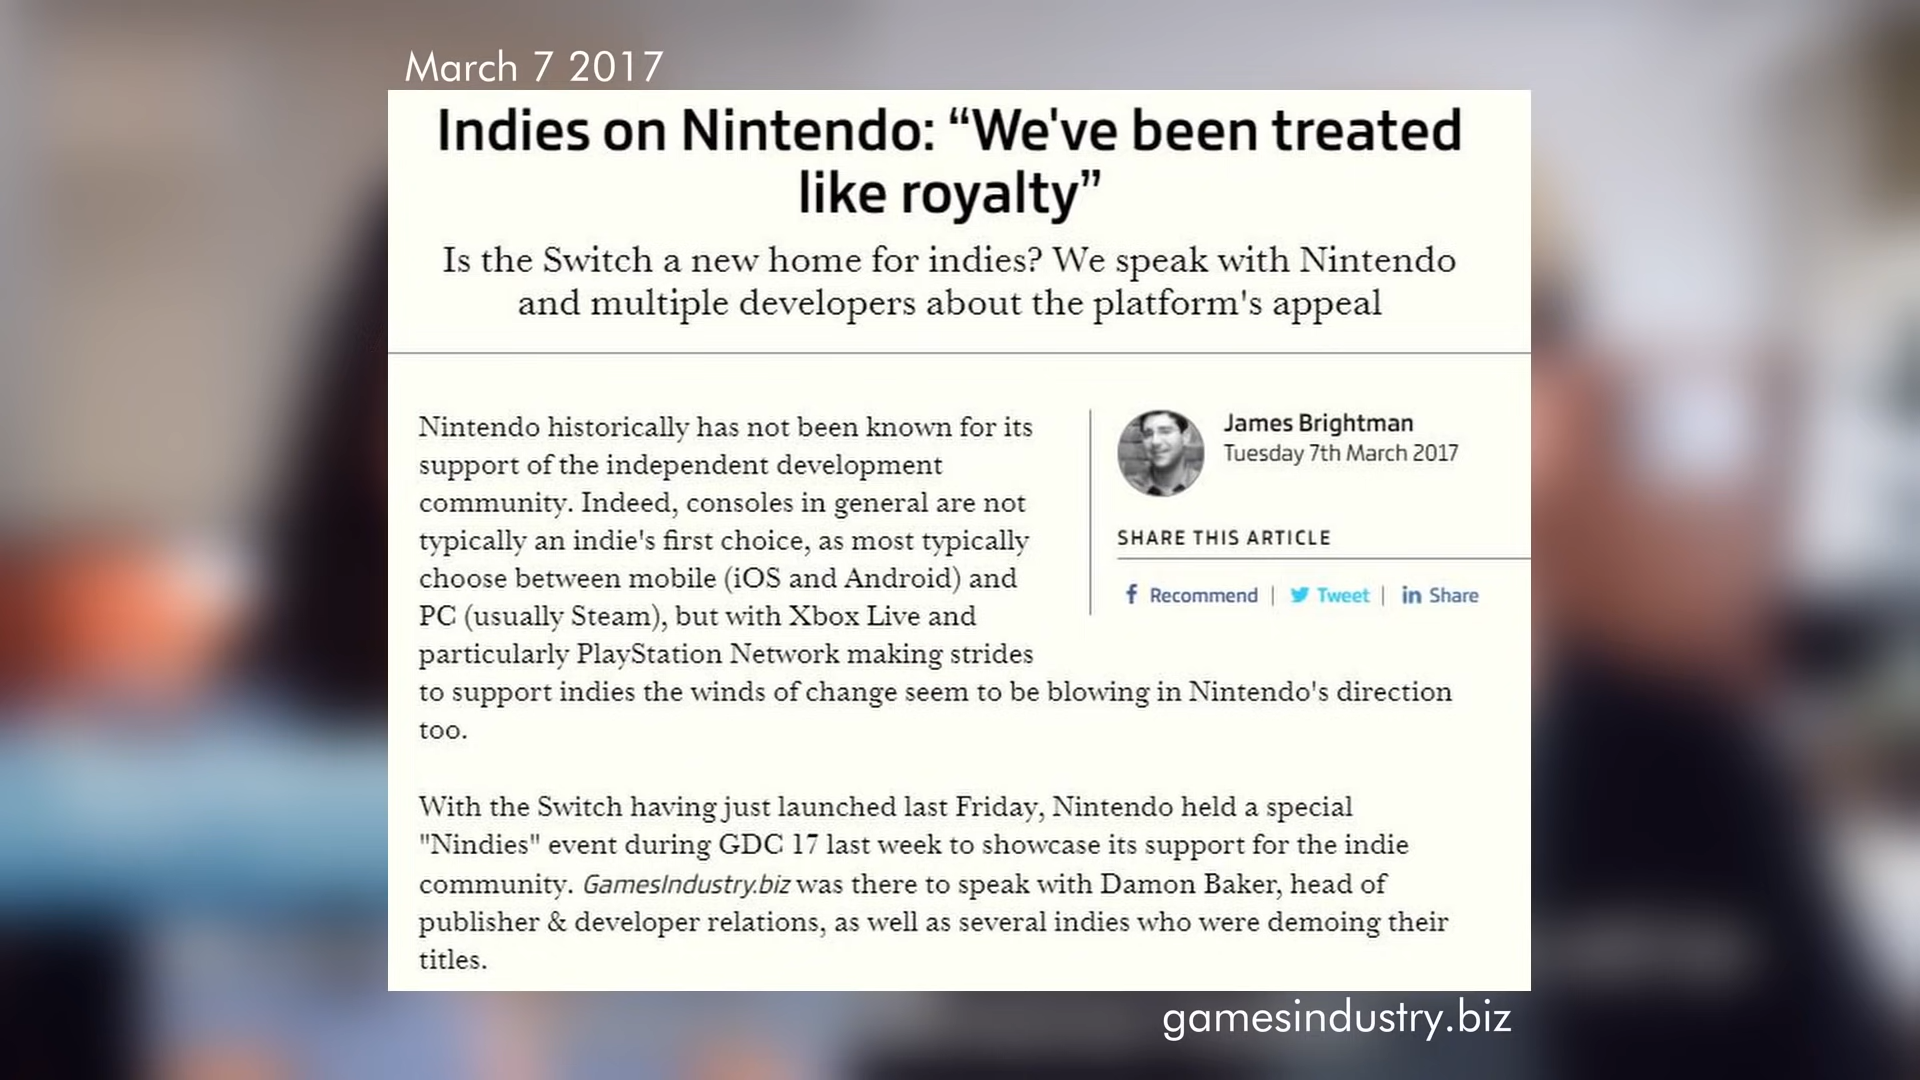 March 7 2017
Indies on Nintendo: “We've been treated
like royalty”
Is the Switch a new home for indies? We speak with Nintendo
and multiple developers about the platform's appeal
Nintendo historically has not been known for its
support of the independent development
community. Indeed, consoles in general are not
typically an indie's first choice, as most typically
choose between mobile (iOS and Android) and
PC (usually Steam), but with Xbox Live and
particularly PlayStation Network making strides
to support indies the winds of change seem to be blowing in Nintendo's direction
too.
James Brightman
Tuesday 7th March 2017
SHARE THIS ARTICLE
f Recommend | Tweet | in Share
With the Switch having just launched last Friday, Nintendo held a special
"Nindies" event during GDC 17 last week to showcase its support for the indie
community. GamesIndustry.biz was there to speak with Damon Baker, head of
publisher & developer relations, as well as several indies who were demoing their
titles.
gamesindustry.biz